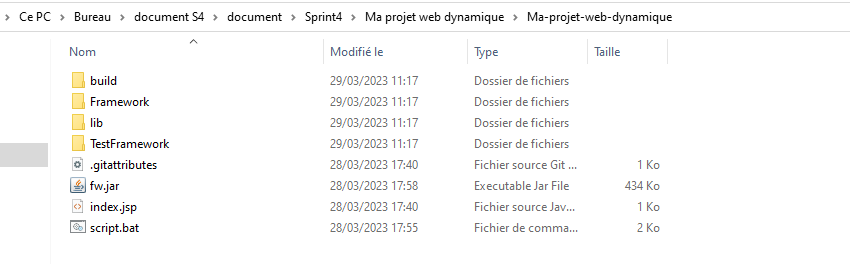 Ce PC > Bureau > document S4 > document > Sprint4 > Ma projet web dynamique > Ma-projet-web-dynamique
Nom Modifié le Type Taille
build 29/03/2023 11:17 Dossier de fichiers
Framework 29/03/2023 11:17 Dossier de fichiers
lib 29/03/2023 11:17 Dossier de fichiers
TestFramework 29/03/2023 11:17 Dossier de fichiers
.gitattributes 28/03/2023 17:40 Fichier source Git ... 1 Ko
fw.jar 28/03/2023 17:58 Executable Jar File 434 Ko
index.jsp 28/03/2023 17:40 Fichier source Jav... 1 Ko
script.bat 28/03/2023 17:55 Fichier de comma... 2 Ko